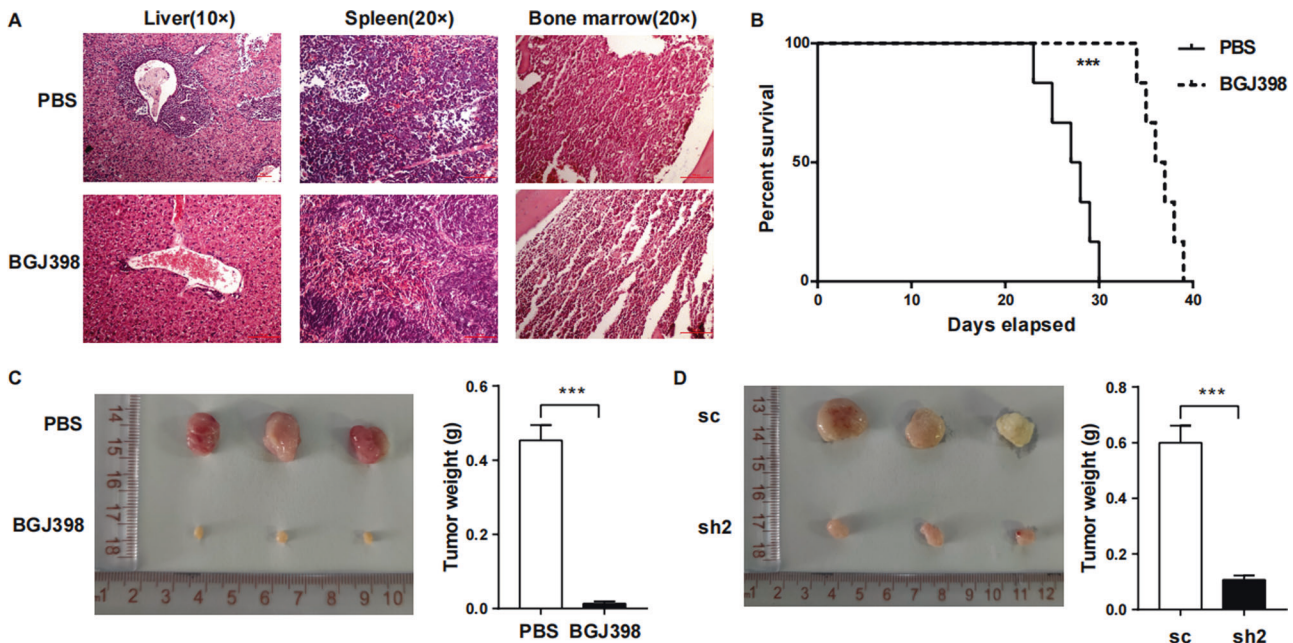 A
Liver(10×)
Spleen(20×)
Bone marrow(20×)
PBS
BGJ398
B
Percent survival
100
50
0
0 10 20 30 40
Days elapsed
***
PBS
BGJ398
C
PBS
BGJ398
14
15
16
17
18
cm 1 2 3 4 5 6 7 8 9 10
Tumor weight (g)
0.6
0.4
0.2
0.0
***
PBS BGJ398
D
sc
sh2
13
14
15
16
17
18
1 2 3 4 5 6 7 8 9 10 11 12
Tumor weight (g)
0.8
0.6
0.4
0.2
0.0
***
sc sh2